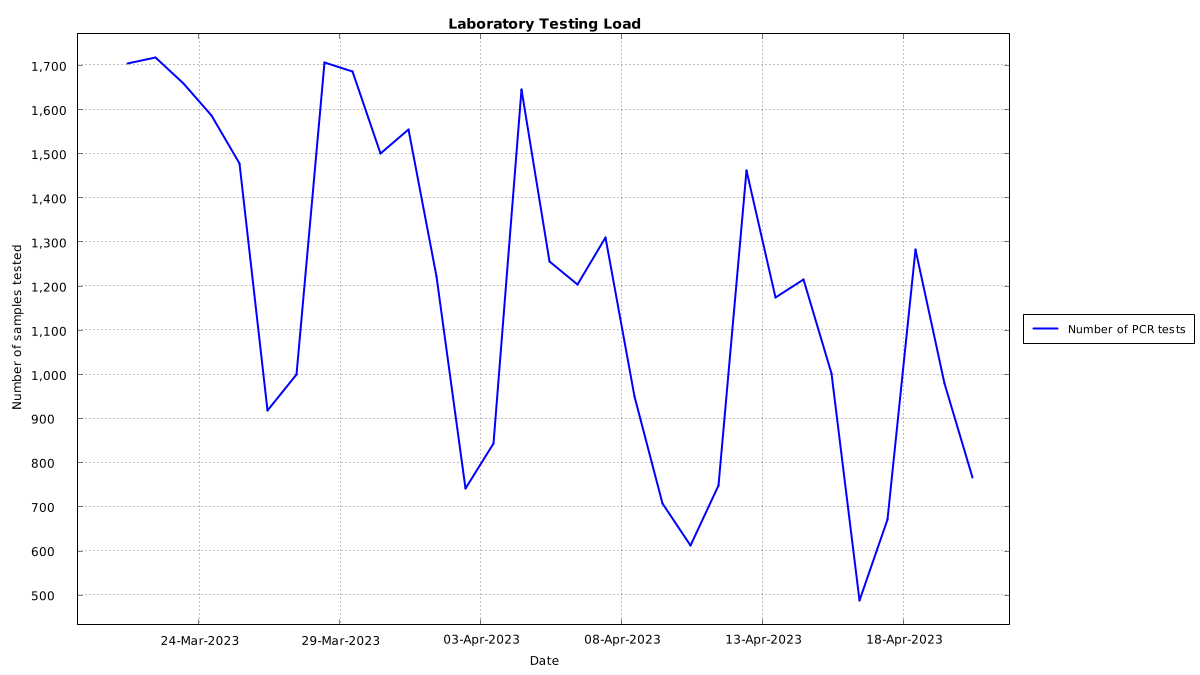 Laboratory Testing Load
1,700
1,600
1,500
1,400
1,300
1,200
1,100
1,000
900
800
700
600
500
Number of samples tested
24-Mar-2023
29-Mar-2023
03-Apr-2023
08-Apr-2023
13-Apr-2023
18-Apr-2023
Date
Number of PCR tests